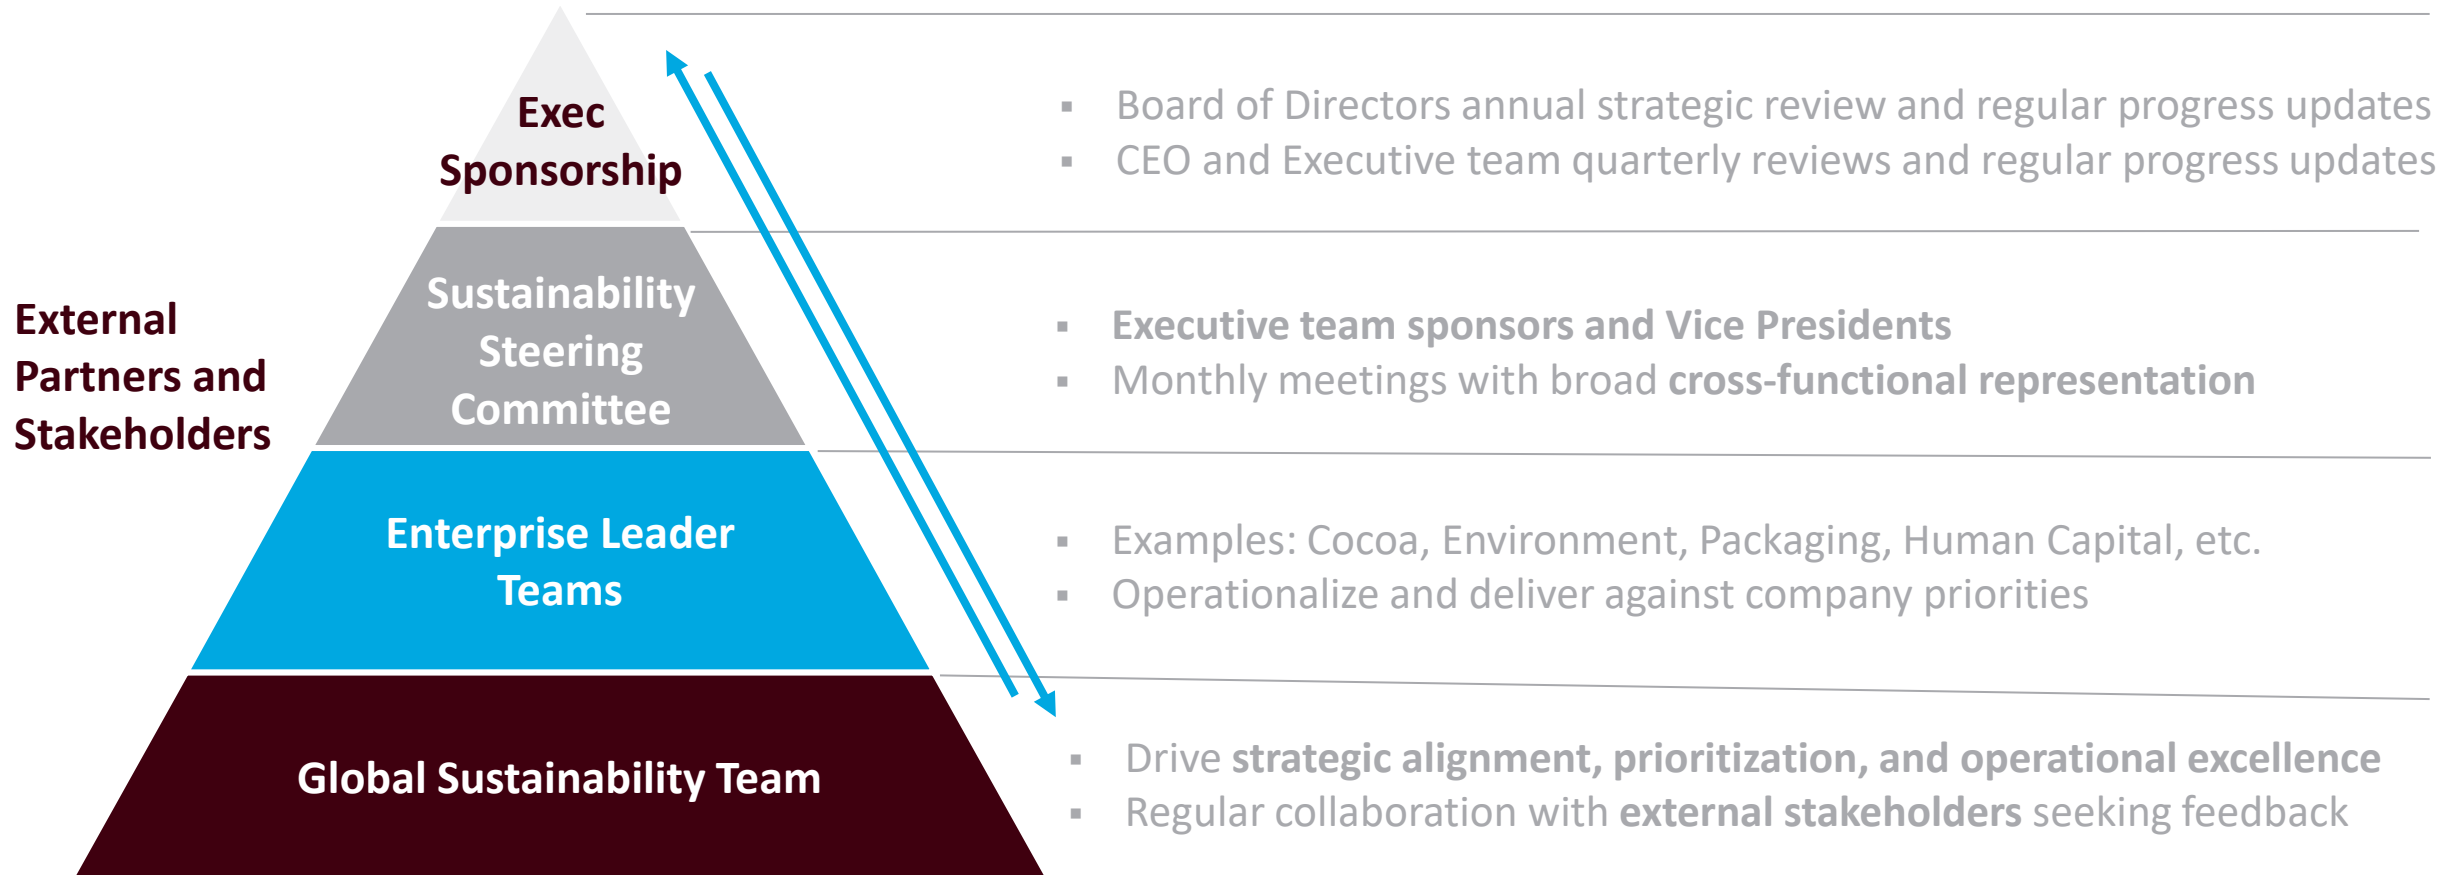 Exec
Sponsorship
▪ Board of Directors annual strategic review and regular progress updates
▪ CEO and Executive team quarterly reviews and regular progress updates
External
Partners and
Stakeholders
Sustainability
Steering
Committee
▪ Executive team sponsors and Vice Presidents
▪ Monthly meetings with broad cross-functional representation
Enterprise Leader
Teams
▪ Examples: Cocoa, Environment, Packaging, Human Capital, etc.
▪ Operationalize and deliver against company priorities
Global Sustainability Team
▪ Drive strategic alignment, prioritization, and operational excellence
▪ Regular collaboration with external stakeholders seeking feedback